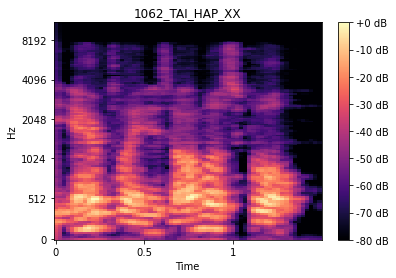 1062_TAI_HAP_XX
8192
4096
2048
1024
512
0
Hz
0
0.5
1
Time
+0 dB
-10 dB
-20 dB
-30 dB
-40 dB
-50 dB
-60 dB
-70 dB
-80 dB